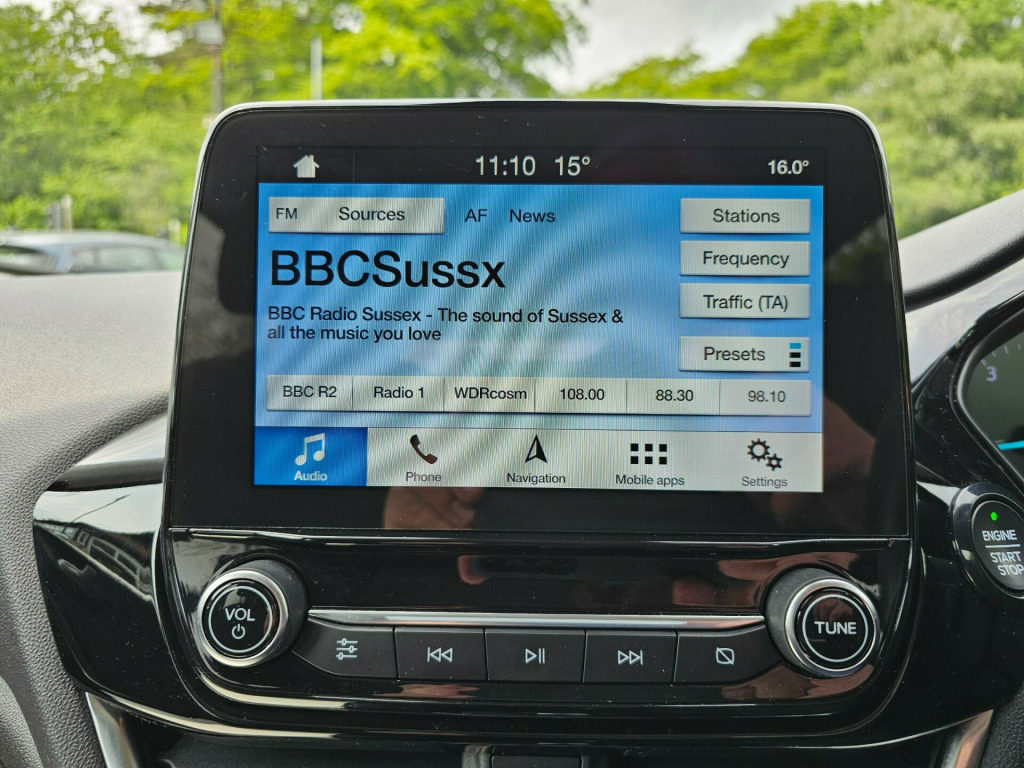 11:10 15° 16.0°
FM Sources AF News Stations
BBCSussx
Frequency
BBC Radio Sussex - The sound of Sussex &
all the music you love
Traffic (TA)
Presets
BBC R2 Radio 1 WDRcosm 108.00 88.30 98.10
Audio Phone Navigation Mobile apps Settings
3
ENGINE
START
STOP
VOL
TUNE